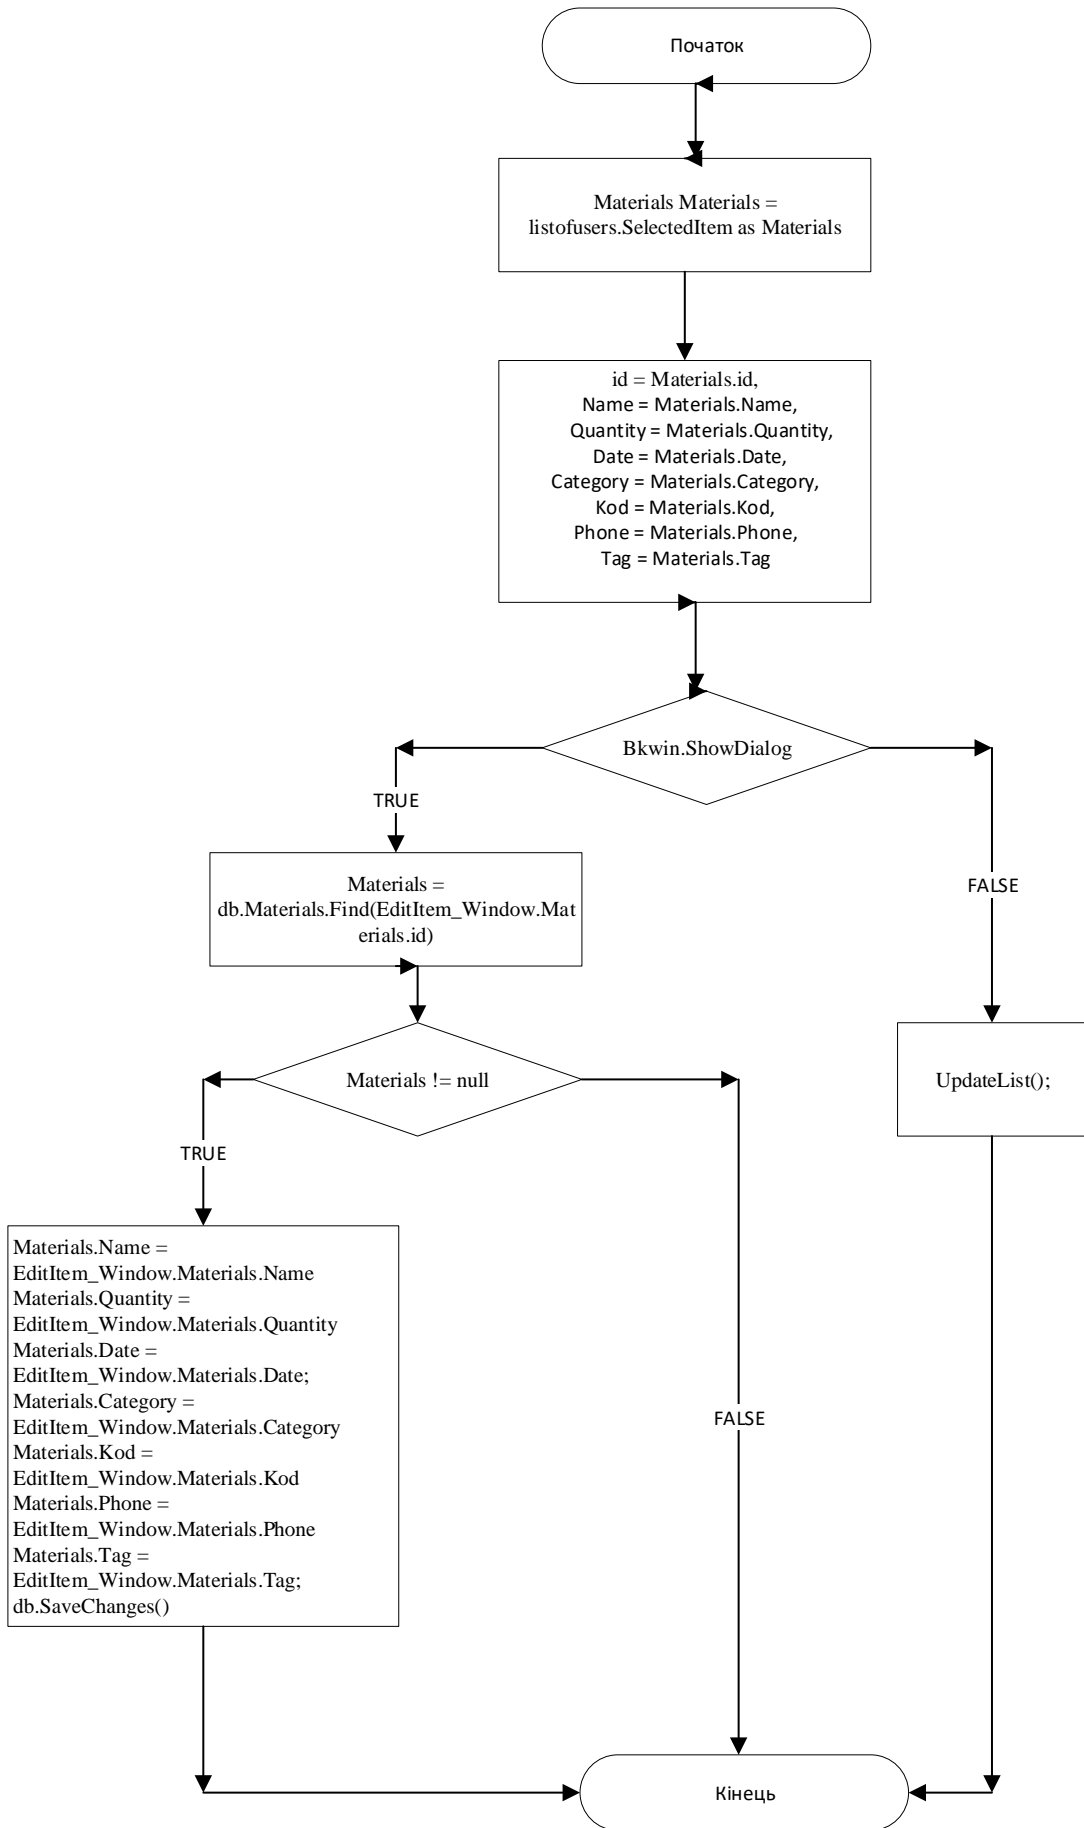 Початок
Materials Materials =
listofusers.SelectedItem as Materials
id = Materials.id,
Name = Materials.Name,
Quantity = Materials.Quantity,
Date = Materials.Date,
Category = Materials.Category,
Kod = Materials.Kod,
Phone = Materials.Phone,
Tag = Materials.Tag
Bkwin.ShowDialog
TRUE
FALSE
Materials =
db.Materials.Find(EditItem_Window.Mat
erials.id)
Materials != null
UpdateList();
TRUE
FALSE
Materials.Name =
EditItem_Window.Materials.Name
Materials.Quantity =
EditItem_Window.Materials.Quantity
Materials.Date =
EditItem_Window.Materials.Date;
Materials.Category =
EditItem_Window.Materials.Category
Materials.Kod =
EditItem_Window.Materials.Kod
Materials.Phone =
EditItem_Window.Materials.Phone
Materials.Tag =
EditItem_Window.Materials.Tag;
db.SaveChanges()
Кінець